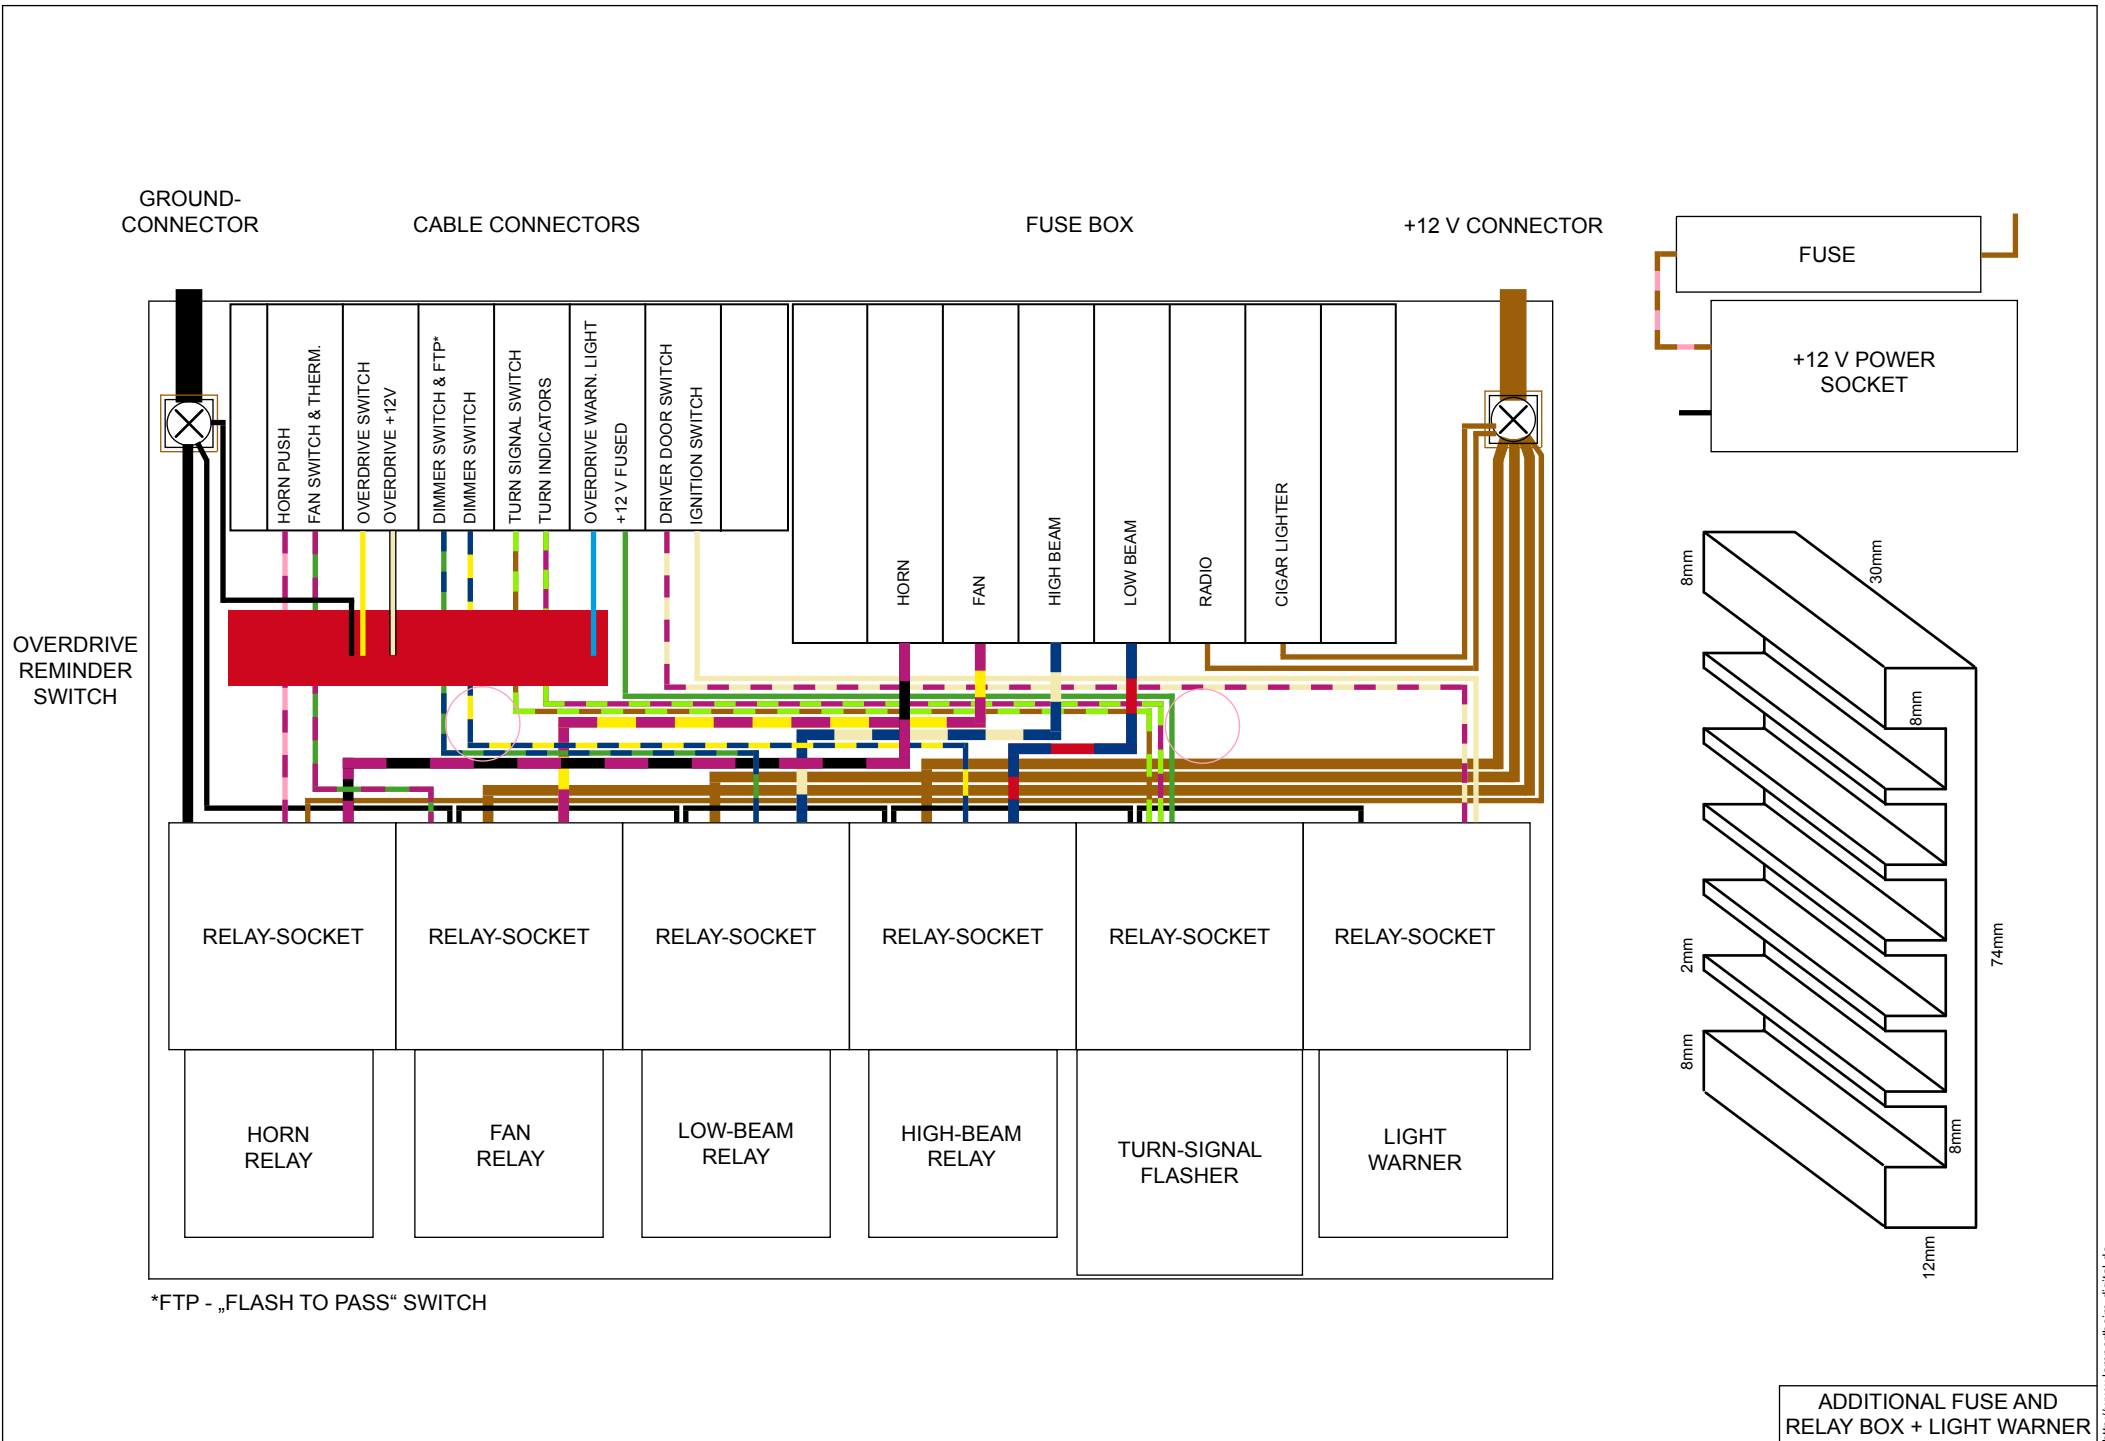 GROUND-
CONNECTOR
CABLE CONNECTORS
FUSE BOX
+12 V CONNECTOR
FUSE
+12 V POWER
SOCKET
HORN PUSH
FAN SWITCH & THERM.
OVERDRIVE SWITCH
OVERDRIVE +12V
DIMMER SWITCH & FTP*
DIMMER SWITCH
TURN SIGNAL SWITCH
TURN INDICATORS
OVERDRIVE WARN. LIGHT
+12 V FUSED
DRIVER DOOR SWITCH
IGNITION SWITCH
HORN
FAN
HIGH BEAM
LOW BEAM
RADIO
CIGAR LIGHTER
OVERDRIVE
REMINDER
SWITCH
RELAY-SOCKET
RELAY-SOCKET
RELAY-SOCKET
RELAY-SOCKET
RELAY-SOCKET
RELAY-SOCKET
HORN
RELAY
FAN
RELAY
LOW-BEAM
RELAY
HIGH-BEAM
RELAY
TURN-SIGNAL
FLASHER
LIGHT
WARNER
8mm
30mm
8mm
74mm
2mm
8mm
8mm
12mm
*FTP - „FLASH TO PASS“ SWITCH
ADDITIONAL FUSE AND
RELAY BOX + LIGHT WARNER